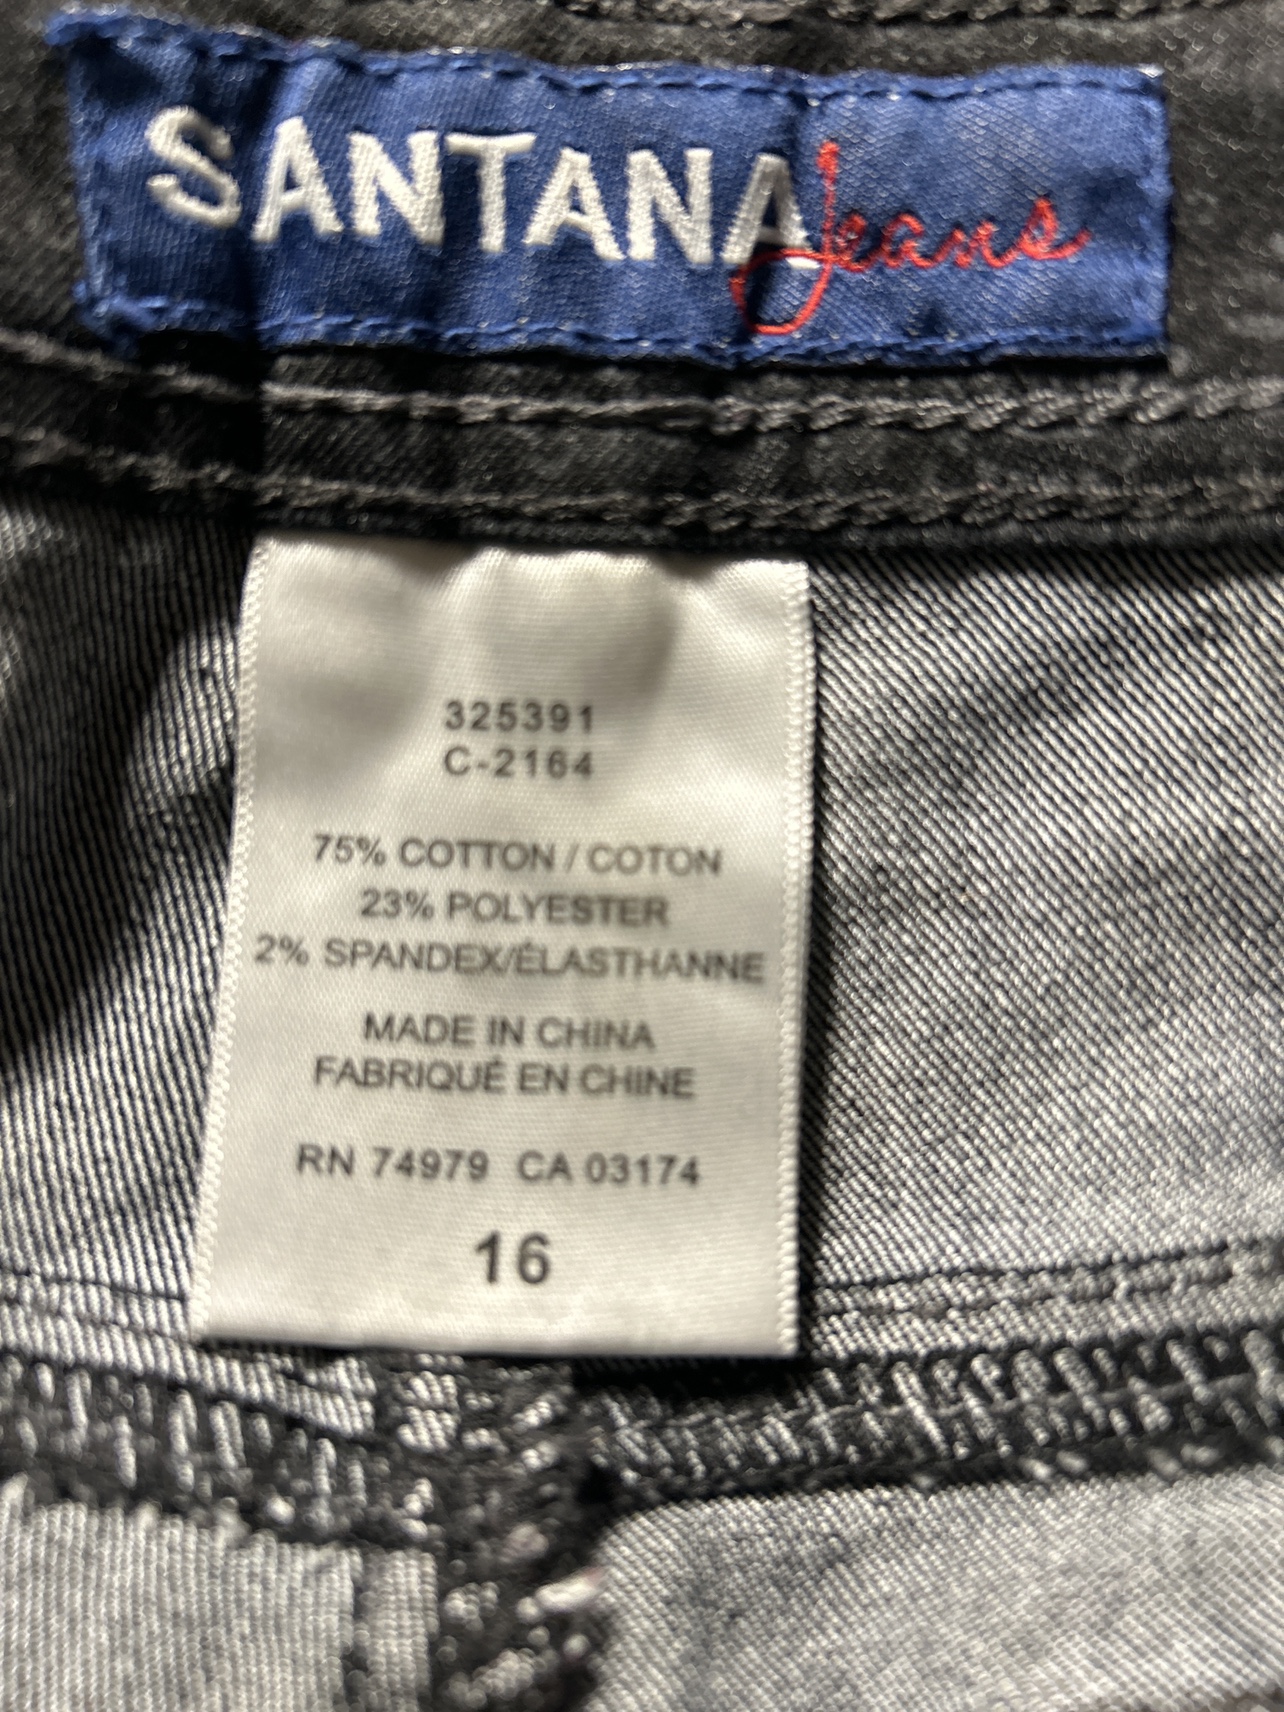 SANTANA Jeans
325391
C-2164
75% COTTON / COTON
23% POLYESTER
2% SPANDEX/ÉLASTHANNE
MADE IN CHINA
FABRIQUÉ EN CHINE
RN 74979 CA 03174
16